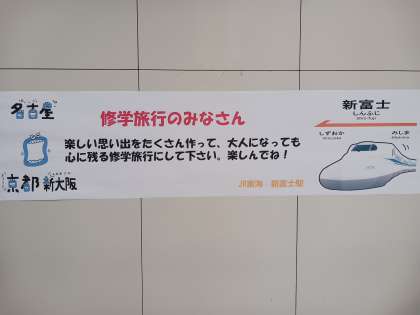 名古屋
京都 新大阪
修学旅行のみなさん
楽しい思い出をたくさん作って、大人になっても
心に残る修学旅行にして下さい。楽しんでね!
JR東海 新富士駅
新富士
しんふじ
しずおか
みしま